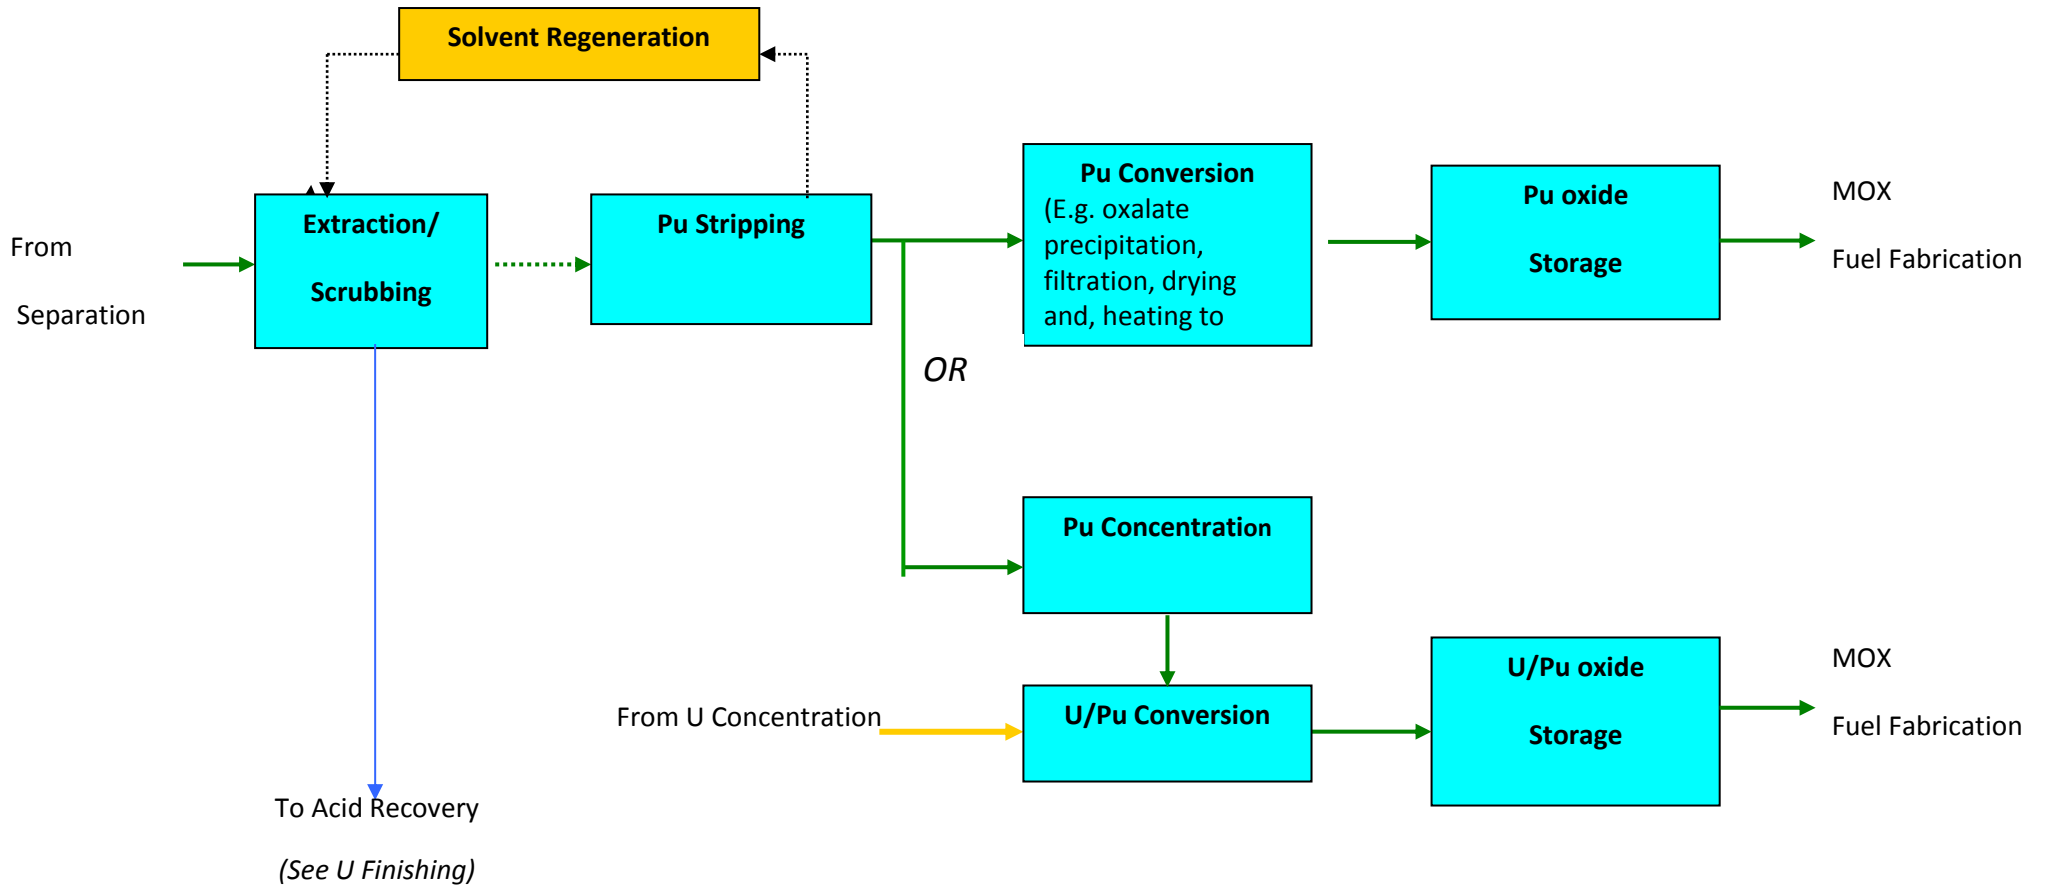 Solvent Regeneration
From
Separation
Extraction/
Scrubbing
Pu Stripping
Pu Conversion
(E.g. oxalate
precipitation,
filtration, drying
and, heating to
Pu oxide
Storage
MOX
Fuel Fabrication
OR
Pu Concentration
From U Concentration
U/Pu Conversion
U/Pu oxide
Storage
MOX
Fuel Fabrication
To Acid Recovery
(See U Finishing)